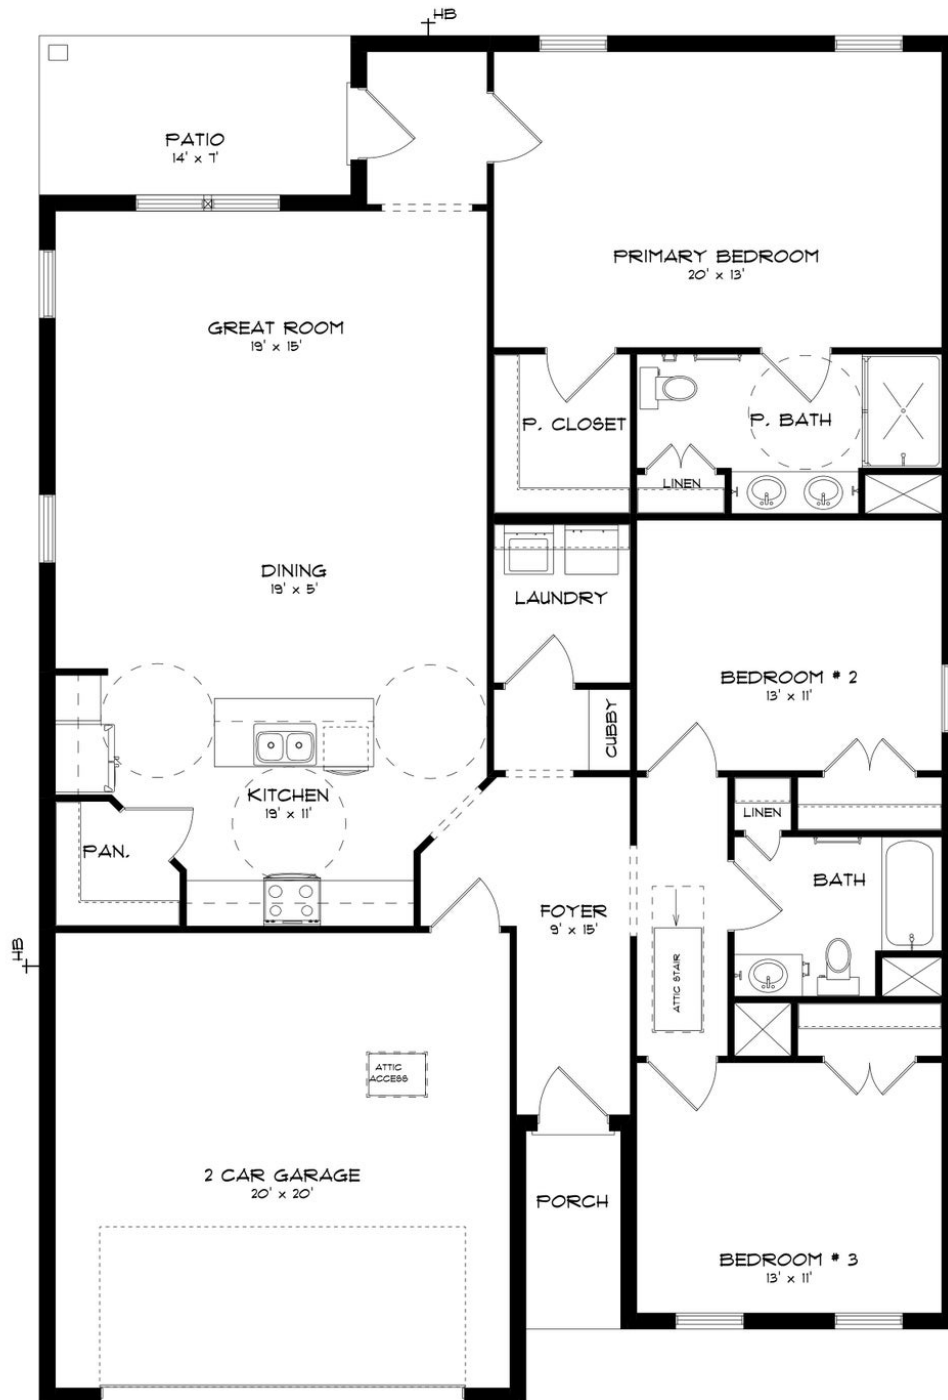 HB
PATIO
14' x 7'
PRIMARY BEDROOM
20' x 13'
GREAT ROOM
19' x 15'
P. CLOSET
P. BATH
LINEN
DINING
19' x 5'
LAUNDRY
BEDROOM # 2
13' x 11'
CUBBY
KITCHEN
19' x 11'
LINEN
PAN.
BATH
FOYER
9' x 15'
HB
ATTIC STAIR
ATTIC
ACCESS
2 CAR GARAGE
20' x 20'
PORCH
BEDROOM # 3
13' x 11'